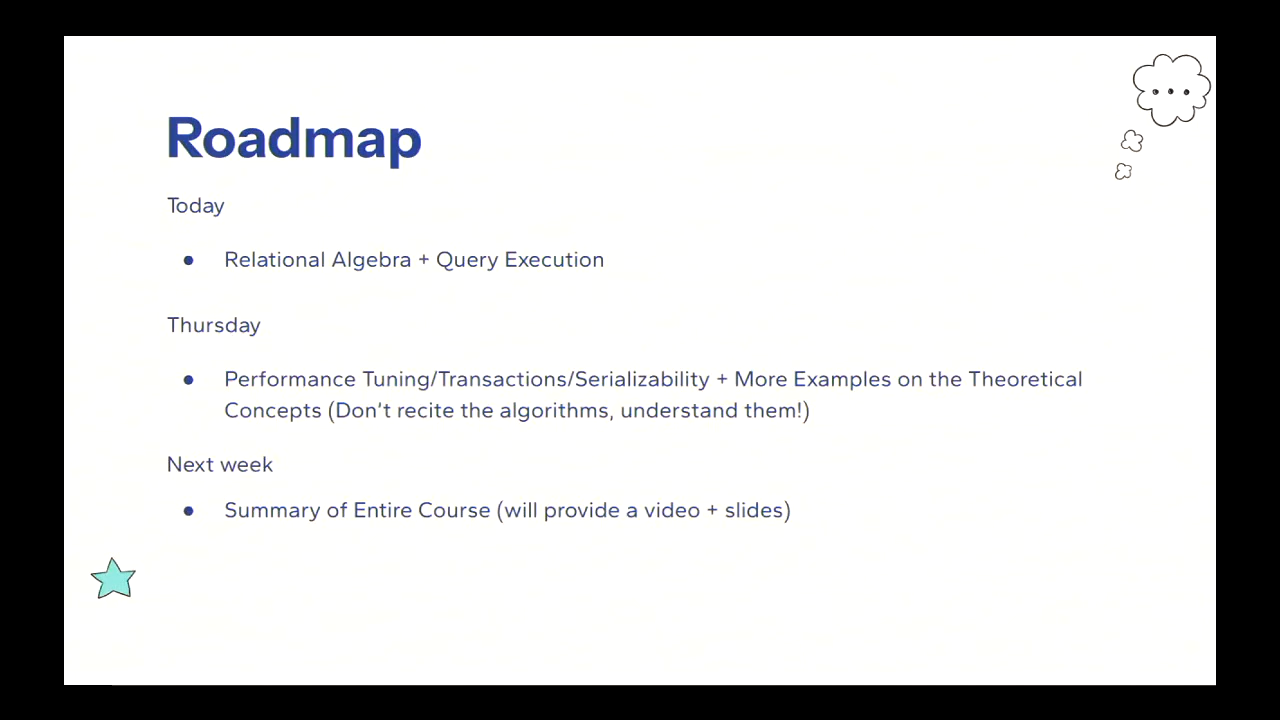 Roadmap
Today
● Relational Algebra + Query Execution
Thursday
● Performance Tuning/Transactions/Serializability + More Examples on the Theoretical
Concepts (Don't recite the algorithms, understand them!)
Next week
● Summary of Entire Course (will provide a video + slides)